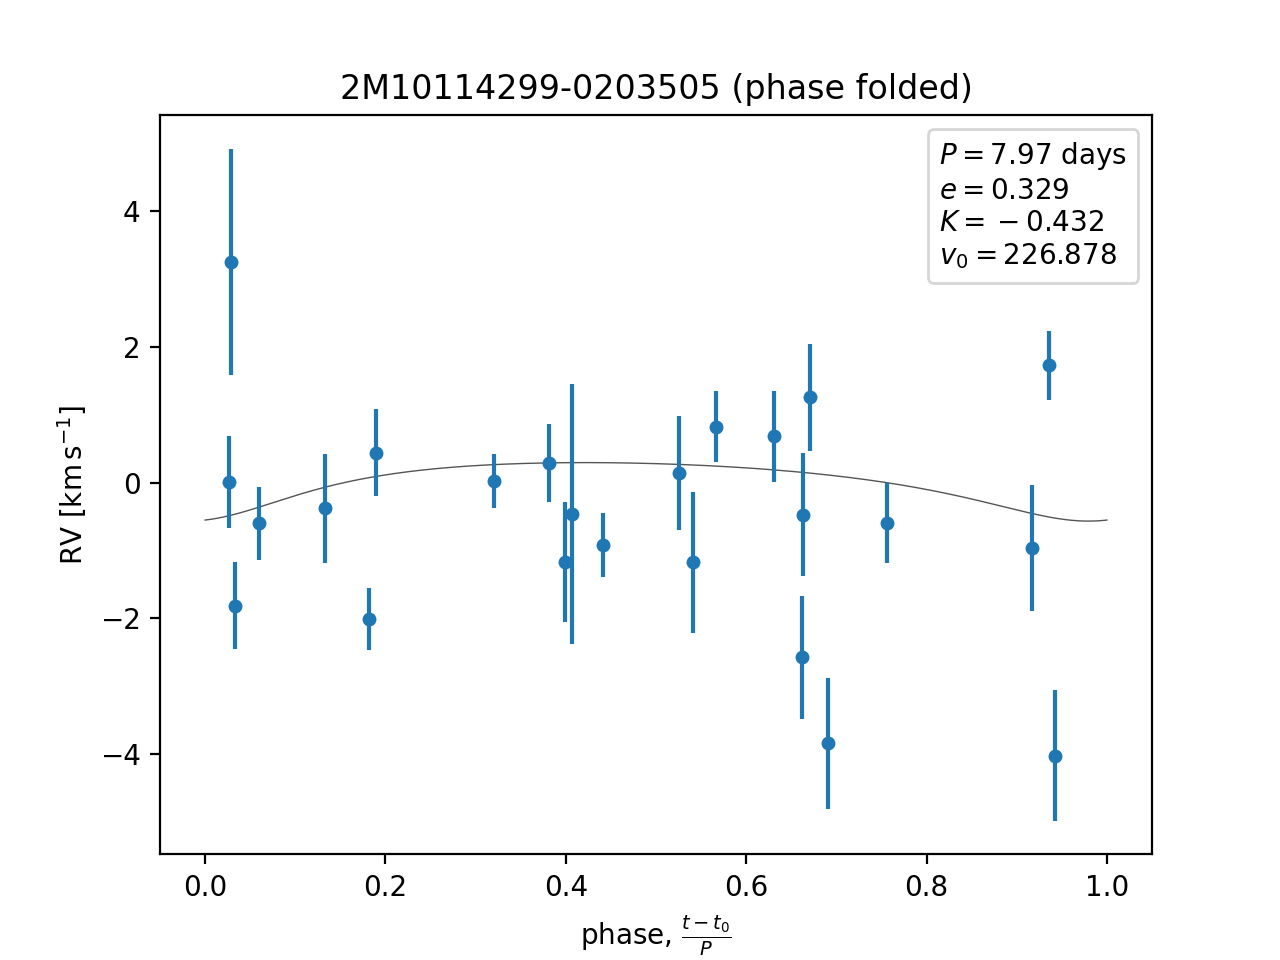 2M10114299-0203505 (phase folded)
P = 7.97 days
e = 0.329
K = −0.432
v₀ = 226.878
RV [km s⁻¹]
4
2
0
−2
−4
0.0 0.2 0.4 0.6 0.8 1.0
phase, (t − t₀)/P